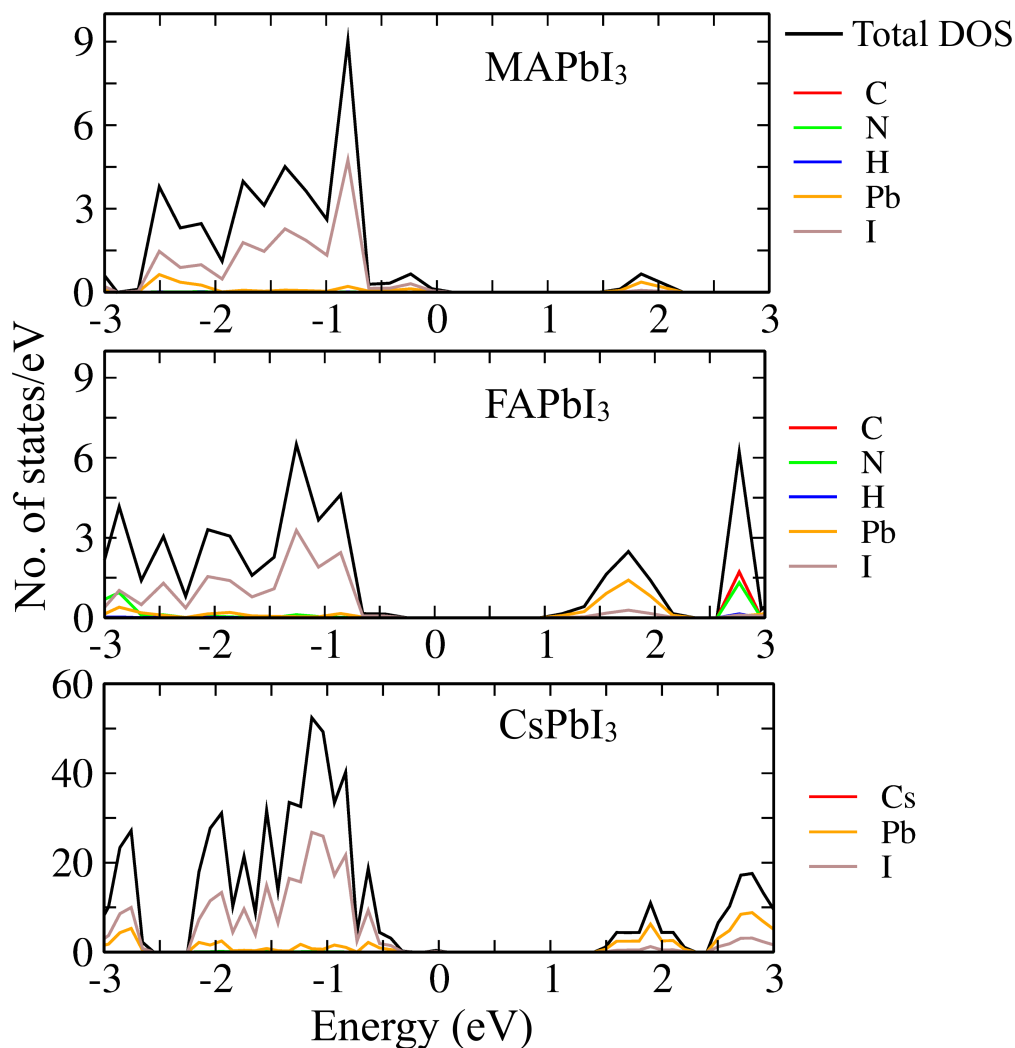 Total DOS
MAPbI₃
C
N
H
Pb
I
9
6
3
0
-3 -2 -1 0 1 2 3
No. of states/eV
FAPbI₃
C
N
H
Pb
I
9
6
3
0
-3 -2 -1 0 1 2 3
CsPbI₃
Cs
Pb
I
60
40
20
0
-3 -2 -1 0 1 2 3
Energy (eV)